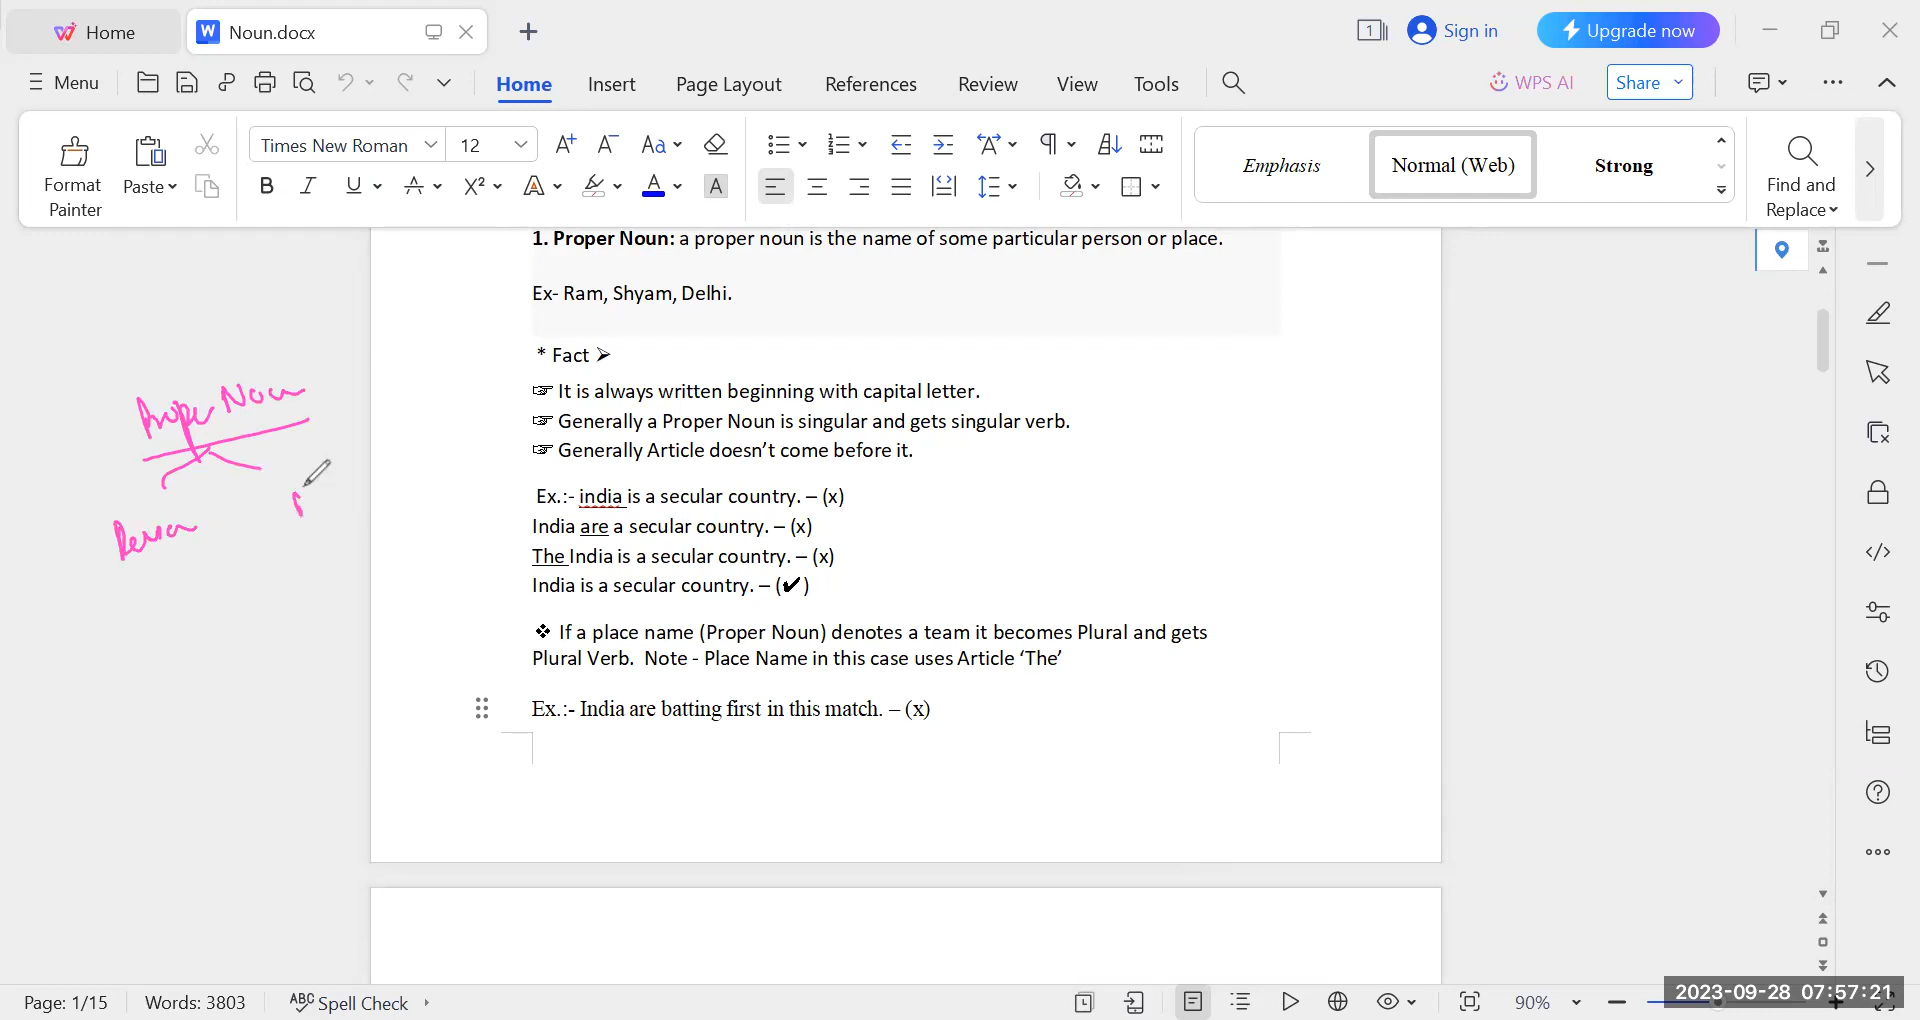 Home
Noun.docx
1
Sign in
Upgrade now
Menu
Home
Insert
Page Layout
References
Review
View
Tools
WPS AI
Share
Format
Painter
Paste
Times New Roman
12
Emphasis
Normal (Web)
Strong
Find and
Replace
1. Proper Noun: a proper noun is the name of some particular person or place.
Ex- Ram, Shyam, Delhi.
* Fact ➢
☞ It is always written beginning with capital letter.
☞ Generally a Proper Noun is singular and gets singular verb.
☞ Generally Article doesn’t come before it.
Proper Noun
Person
Ex.:- india is a secular country. – (x)
India are a secular country. – (x)
The India is a secular country. – (x)
India is a secular country. – (✔)
❖ If a place name (Proper Noun) denotes a team it becomes Plural and gets
Plural Verb. Note - Place Name in this case uses Article ‘The’
Ex.:- India are batting first in this match. – (x)
Page: 1/15
Words: 3803
Spell Check
90%
2023-09-28 07:57:21